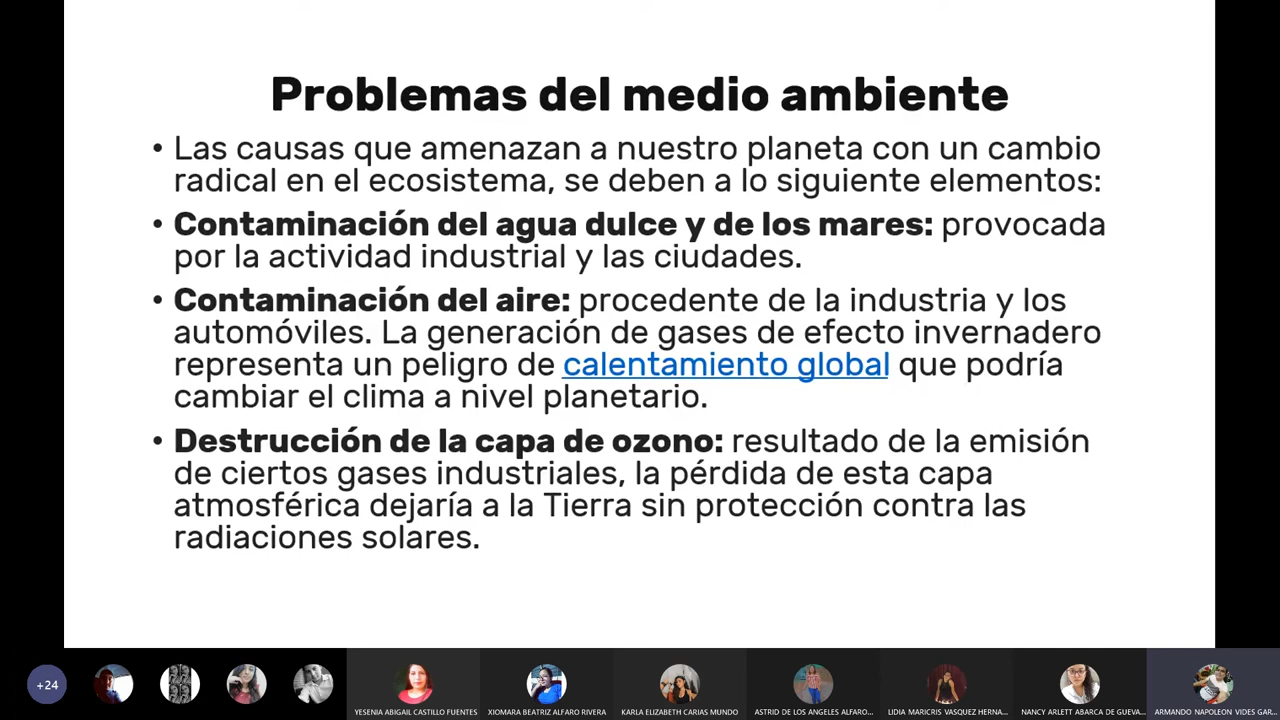 Problemas del medio ambiente
• Las causas que amenazan a nuestro planeta con un cambio
radical en el ecosistema, se deben a lo siguiente elementos:
• Contaminación del agua dulce y de los mares: provocada
por la actividad industrial y las ciudades.
• Contaminación del aire: procedente de la industria y los
automóviles. La generación de gases de efecto invernadero
representa un peligro de calentamiento global que podría
cambiar el clima a nivel planetario.
• Destrucción de la capa de ozono: resultado de la emisión
de ciertos gases industriales, la pérdida de esta capa
atmosférica dejaría a la Tierra sin protección contra las
radiaciones solares.
+24
YESENIA ABIGAIL CASTILLO FUENTES
XIOMARA BEATRIZ ALFARO RIVERA
KARLA ELIZABETH CARIAS MUNDO
ASTRID DE LOS ANGELES ALFARO...
LIDIA MARICRIS VASQUEZ HERNA...
NANCY ARLETT ABARCA DE GUEVA...
ARMANDO NAPOLEON VIDES GAR...